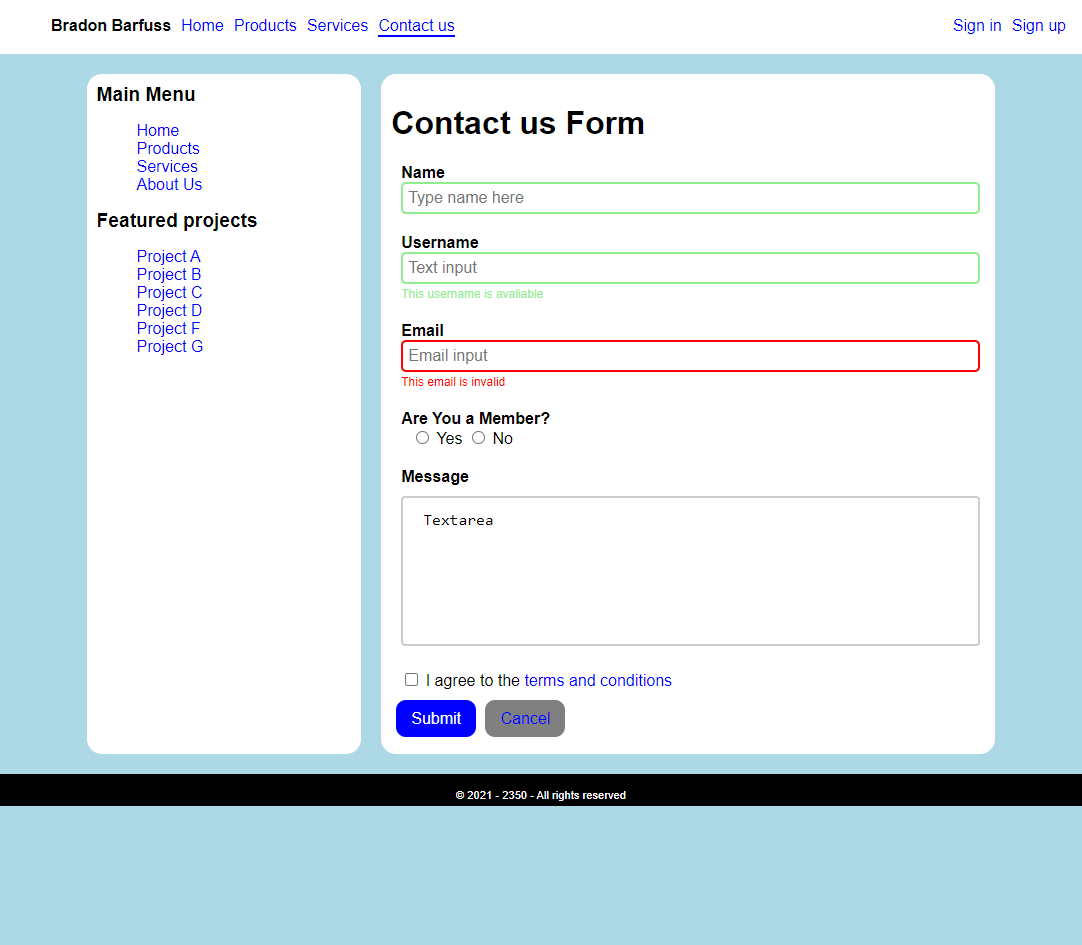 Bradon Barfuss Home Products Services Contact us Sign in Sign up
Main Menu
Home
Products
Services
About Us
Featured projects
Project A
Project B
Project C
Project D
Project F
Project G
Contact us Form
Name
Type name here
Username
Text input
This username is avaliable
Email
Email input
This email is invalid
Are You a Member?
Yes No
Message
Textarea
I agree to the terms and conditions
Submit Cancel
© 2021 - 2350 - All rights reserved